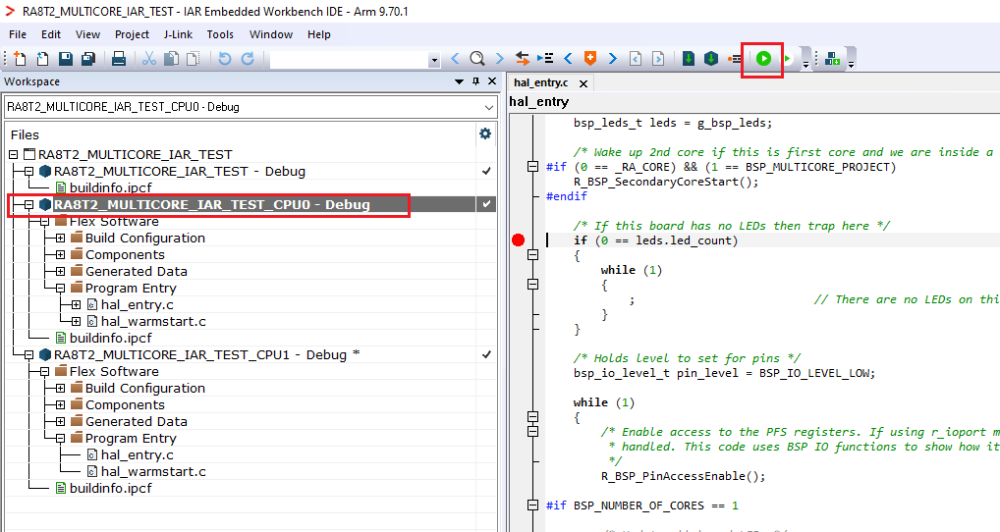 RA8T2_MULTICORE_IAR_TEST - IAR Embedded Workbench IDE - Arm 9.70.1
File Edit View Project J-Link Tools Window Help
Workspace
RA8T2_MULTICORE_IAR_TEST_CPU0 - Debug
Files
RA8T2_MULTICORE_IAR_TEST
RA8T2_MULTICORE_IAR_TEST - Debug
buildinfo.ipcf
RA8T2_MULTICORE_IAR_TEST_CPU0 - Debug
Flex Software
Build Configuration
Components
Generated Data
Program Entry
hal_entry.c
hal_warmstart.c
buildinfo.ipcf
RA8T2_MULTICORE_IAR_TEST_CPU1 - Debug *
Flex Software
Build Configuration
Components
Generated Data
Program Entry
hal_entry.c
hal_warmstart.c
buildinfo.ipcf
hal_entry.c
hal_entry
bsp_leds_t leds = g_bsp_leds;
/* Wake up 2nd core if this is first core and we are inside a
#if (0 == _RA_CORE) && (1 == BSP_MULTICORE_PROJECT)
R_BSP_SecondaryCoreStart();
#endif
/* If this board has no LEDs then trap here */
if (0 == leds.led_count)
{
while (1)
{
; // There are no LEDs on thi
}
}
/* Holds level to set for pins */
bsp_io_level_t pin_level = BSP_IO_LEVEL_LOW;
while (1)
{
/* Enable access to the PFS registers. If using r_ioport m
* handled. This code uses BSP IO functions to show how it
*/
R_BSP_PinAccessEnable();
#if BSP_NUMBER_OF_CORES == 1